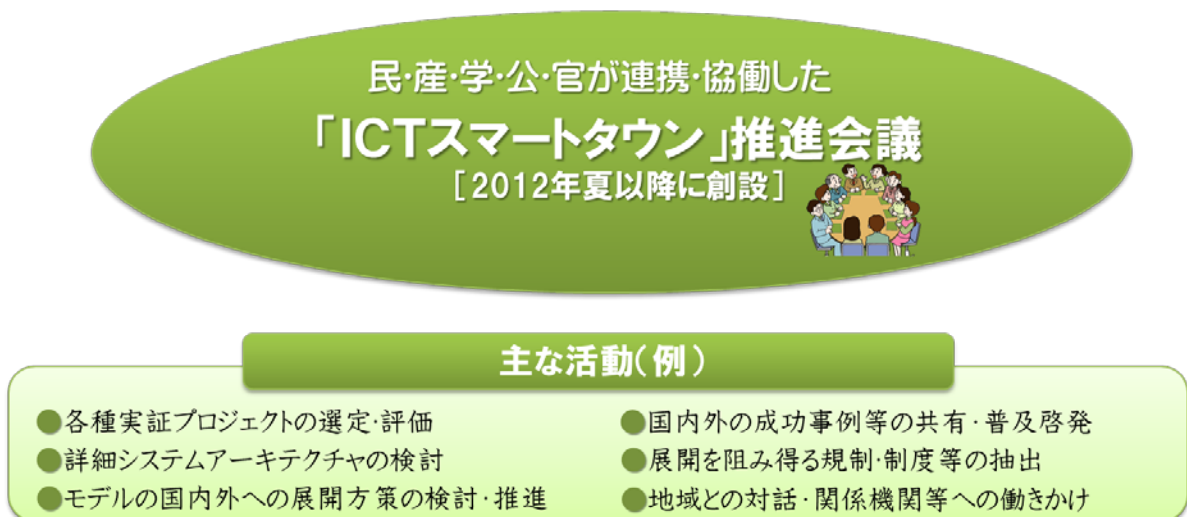 民・産・学・公・官が連携・協働した
「ICTスマートタウン」推進会議
[2012年夏以降に創設]
主な活動(例)
●各種実証プロジェクトの選定・評価
●詳細システムアーキテクチャの検討
●モデルの国内外への展開方策の検討・推進
●国内外の成功事例等の共有・普及啓発
●展開を阻み得る規制・制度等の抽出
●地域との対話・関係機関等への働きかけ